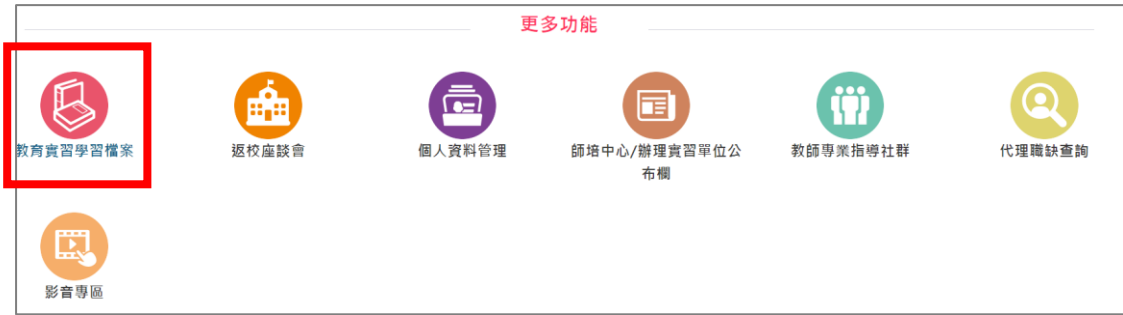 更多功能
教育實習學習檔案
返校座談會
個人資料管理
師培中心/辦理實習單位公
布欄
教師專業指導社群
代理職缺查詢
影音專區